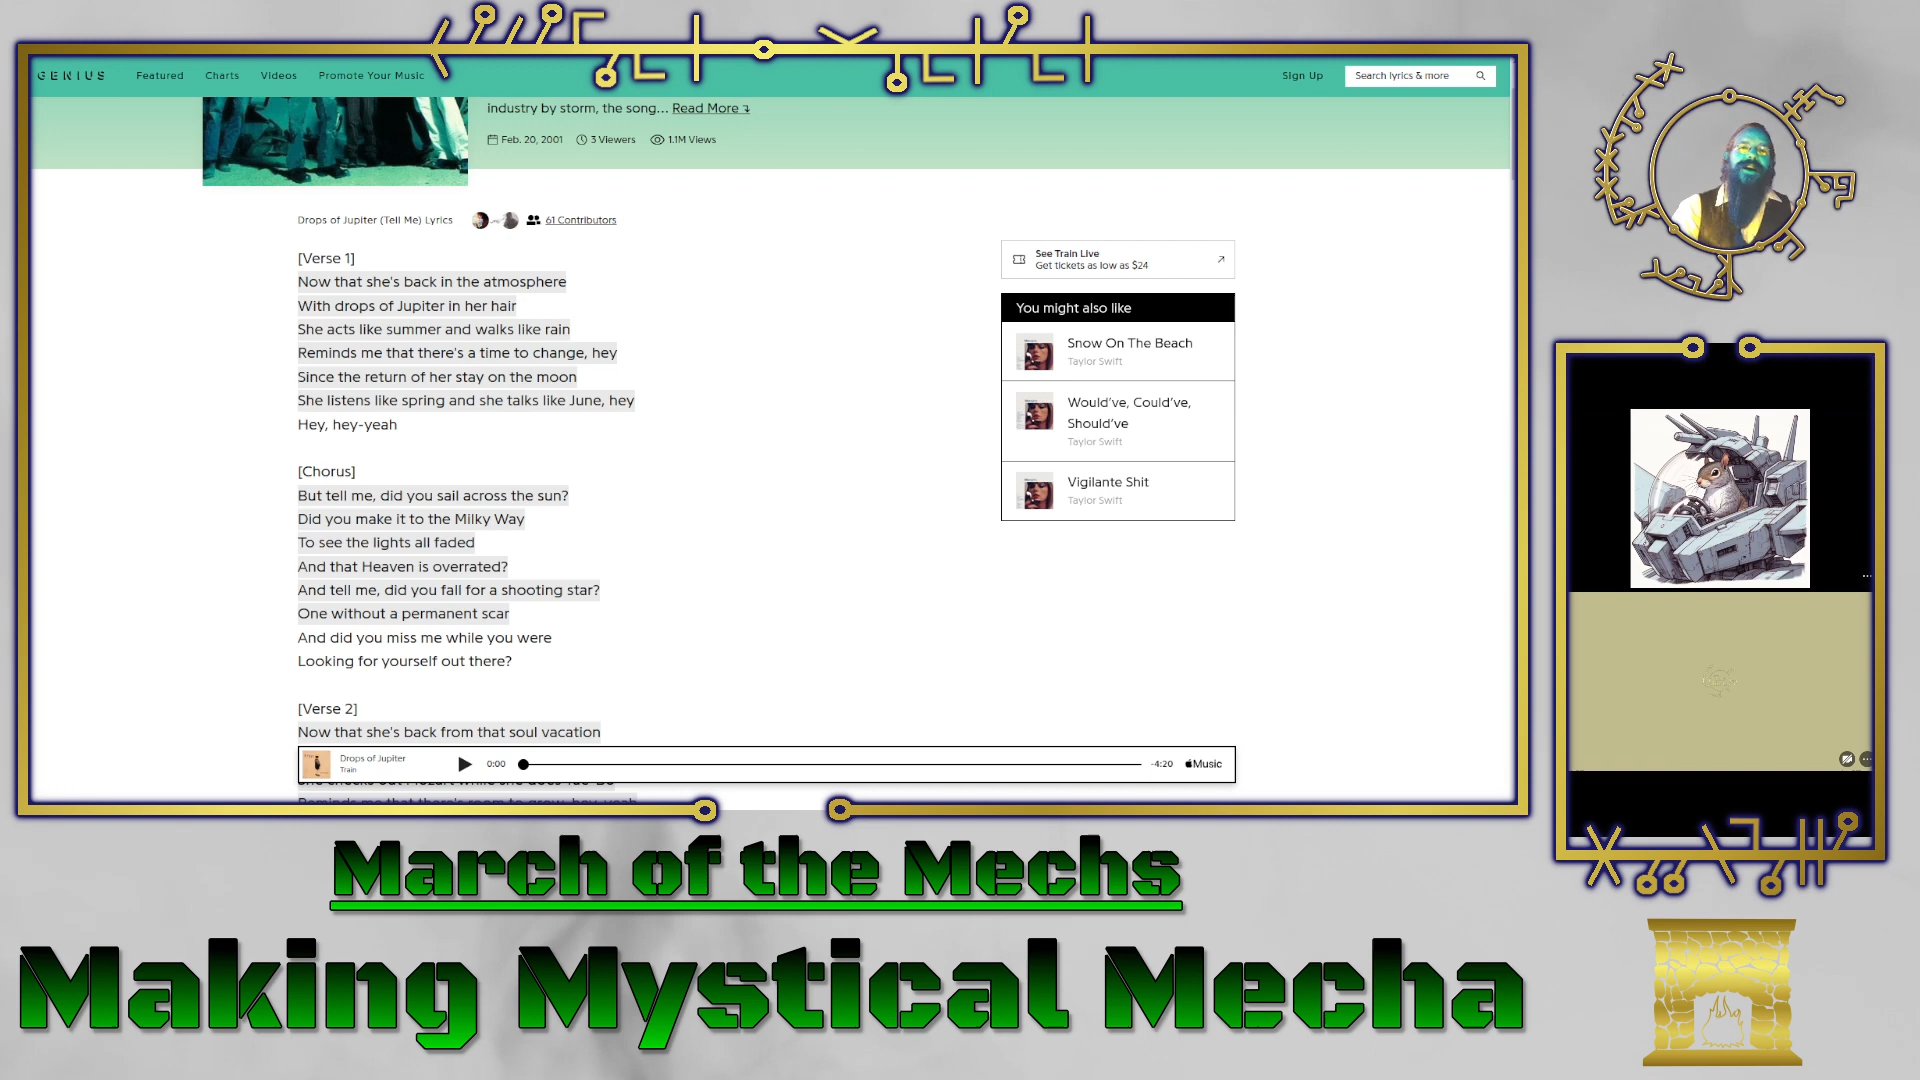 GENIUS Featured Charts Videos Promote Your Music Sign Up Search lyrics & more
industry by storm, the song... Read More
Feb. 20, 2001 3 Viewers 1.1M Views
Drops of Jupiter (Tell Me) Lyrics 61 Contributors
[Verse 1]
Now that she's back in the atmosphere
With drops of Jupiter in her hair
She acts like summer and walks like rain
Reminds me that there's a time to change, hey
Since the return of her stay on the moon
She listens like spring and she talks like June, hey
Hey, hey-yeah
[Chorus]
But tell me, did you sail across the sun?
Did you make it to the Milky Way
To see the lights all faded
And that Heaven is overrated?
And tell me, did you fall for a shooting star?
One without a permanent scar
And did you miss me while you were
Looking for yourself out there?
[Verse 2]
Now that she's back from that soul vacation
See Train Live
Get tickets as low as $24
You might also like
Snow On The Beach
Taylor Swift
Would've, Could've,
Should've
Taylor Swift
Vigilante Shit
Taylor Swift
Drops of Jupiter
Train
0:00 -4:20 Music
March of the Mechs
Making Mystical Mecha